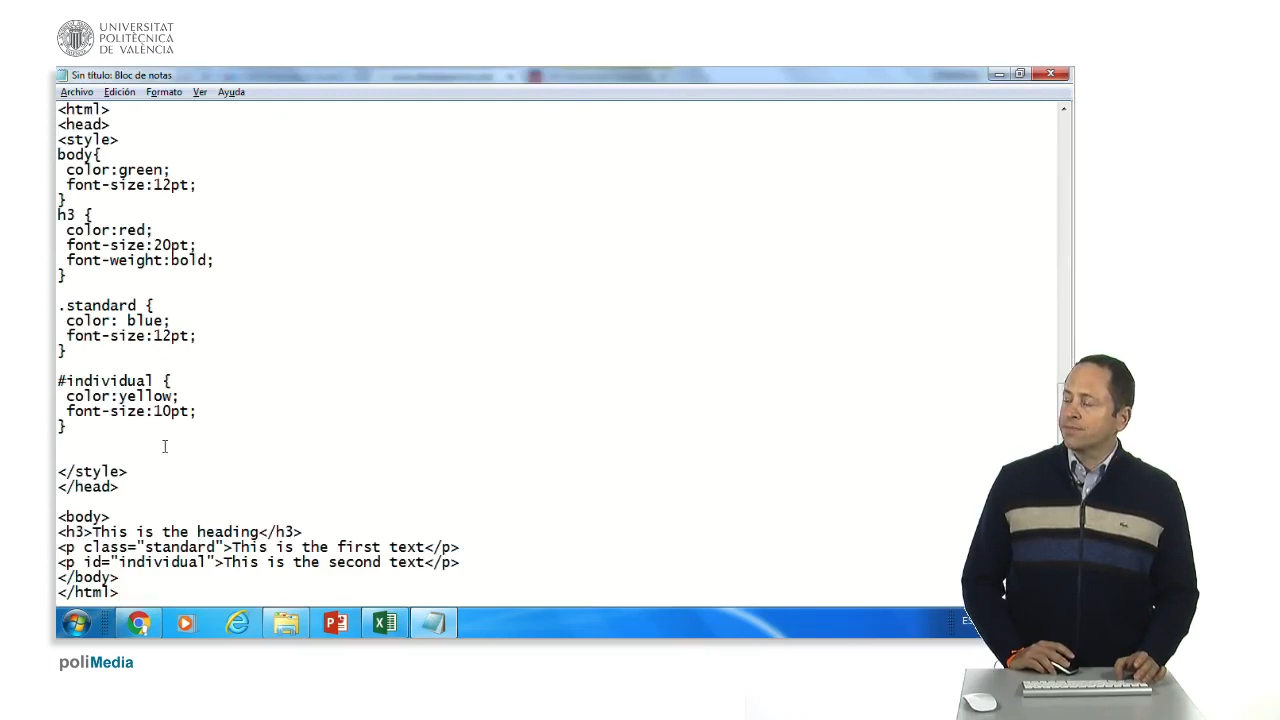 UNIVERSITAT
POLITÈCNICA
DE VALÈNCIA
Sin título: Bloc de notas
Archivo Edición Formato Ver Ayuda
<html>
<head>
<style>
body{
 color:green;
 font-size:12pt;
}
h3 {
 color:red;
 font-size:20pt;
 font-weight:bold;
}
.standard {
 color: blue;
 font-size:12pt;
}
#individual {
 color:yellow;
 font-size:10pt;
}
</style>
</head>
<body>
<h3>This is the heading</h3>
<p class="standard">This is the first text</p>
<p id="individual">This is the second text</p>
</body>
</html>
ES
poliMedia